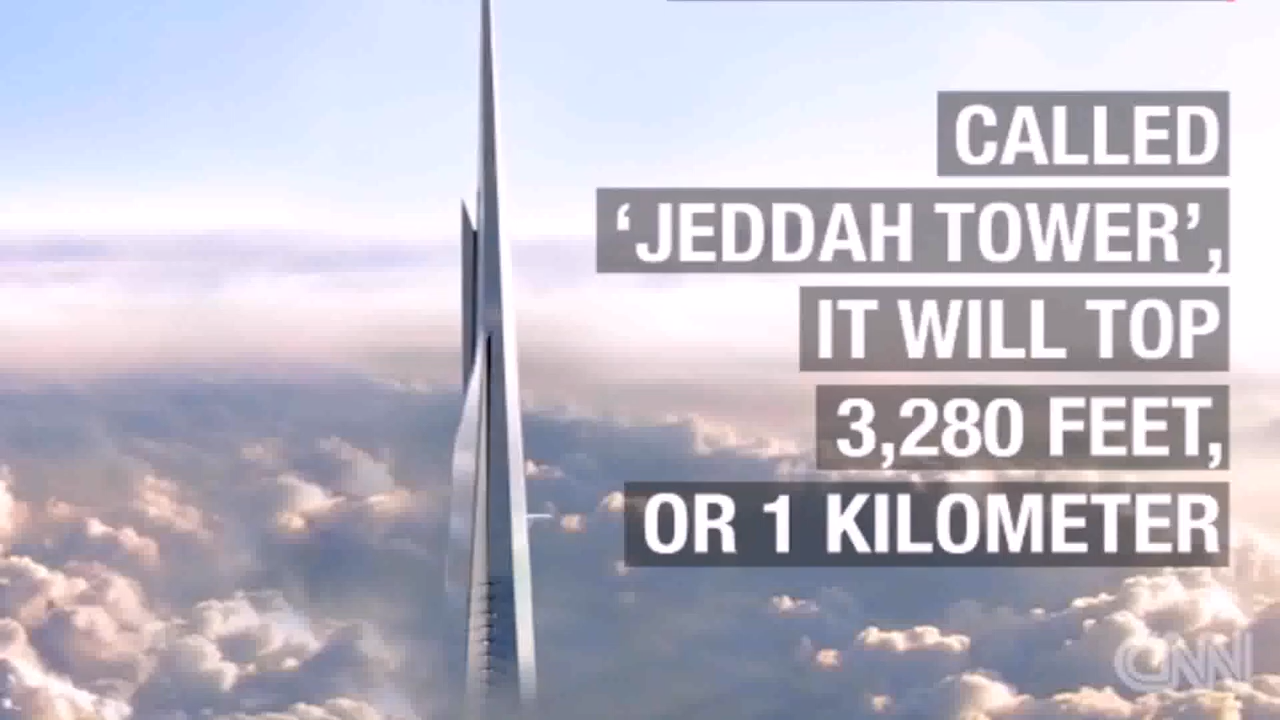 CALLED
‘JEDDAH TOWER’,
IT WILL TOP
3,280 FEET,
OR 1 KILOMETER
CNN